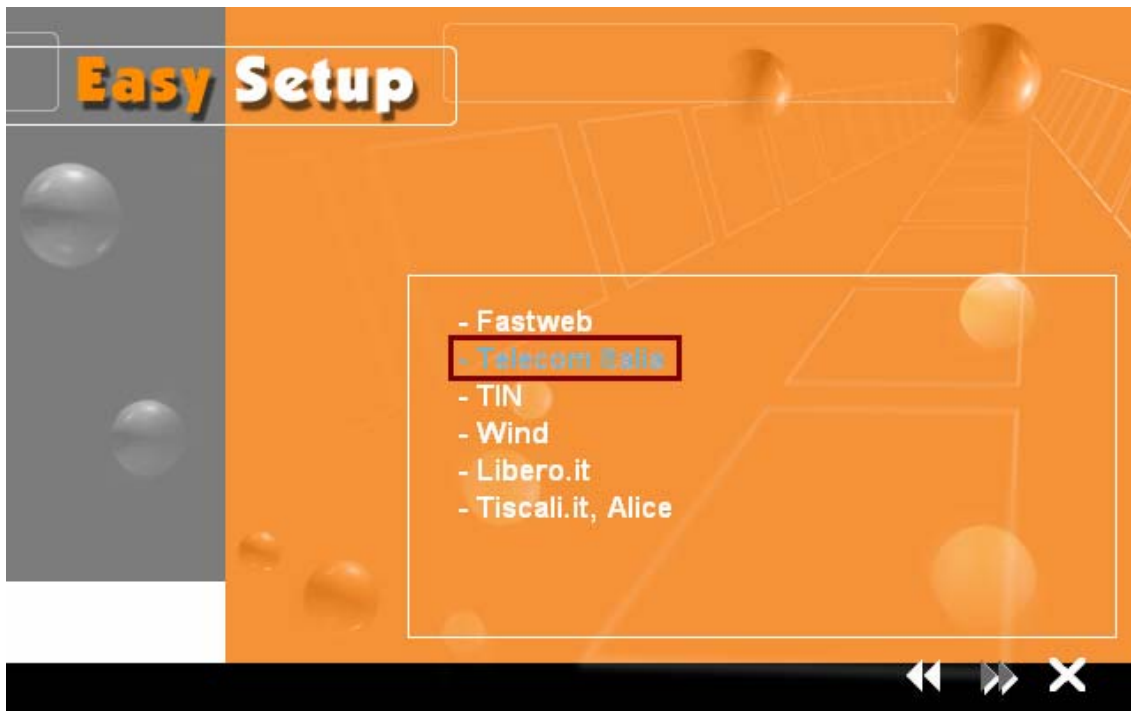 Easy Setup
- Fastweb
- Telecom Italia
- TIN
- Wind
- Libero.it
- Tiscali.it, Alice